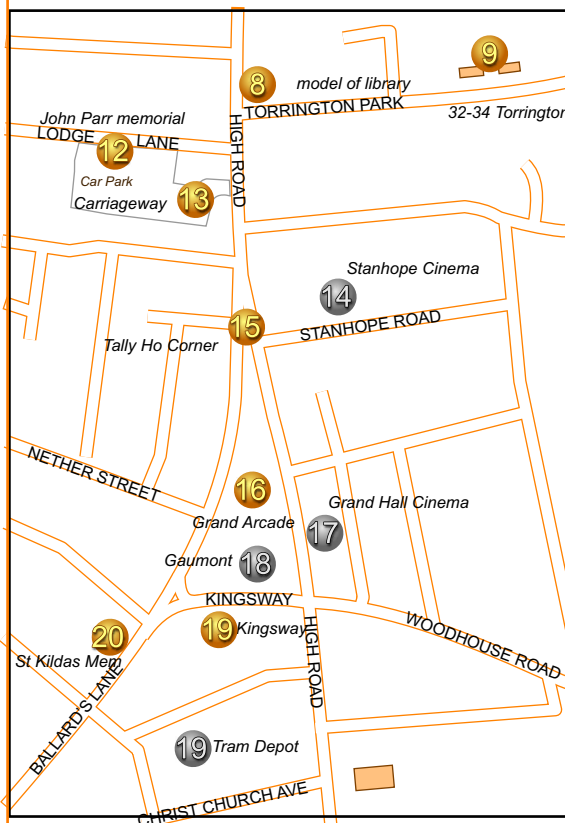 9
8
model of library
TORRINGTON PARK
32-34 Torrington
John Parr memorial
LODGE LANE
12
HIGH ROAD
Car Park
13
Carriageway
Stanhope Cinema
14
15
STANHOPE ROAD
Tally Ho Corner
NETHER STREET
16
Grand Hall Cinema
Grand Arcade
17
Gaumont
18
KINGSWAY
20
19
Kingsway
HIGH ROAD
WOODHOUSE ROAD
St Kildas Mem
BALLARD'S LANE
19
Tram Depot
CHRIST CHURCH AVE